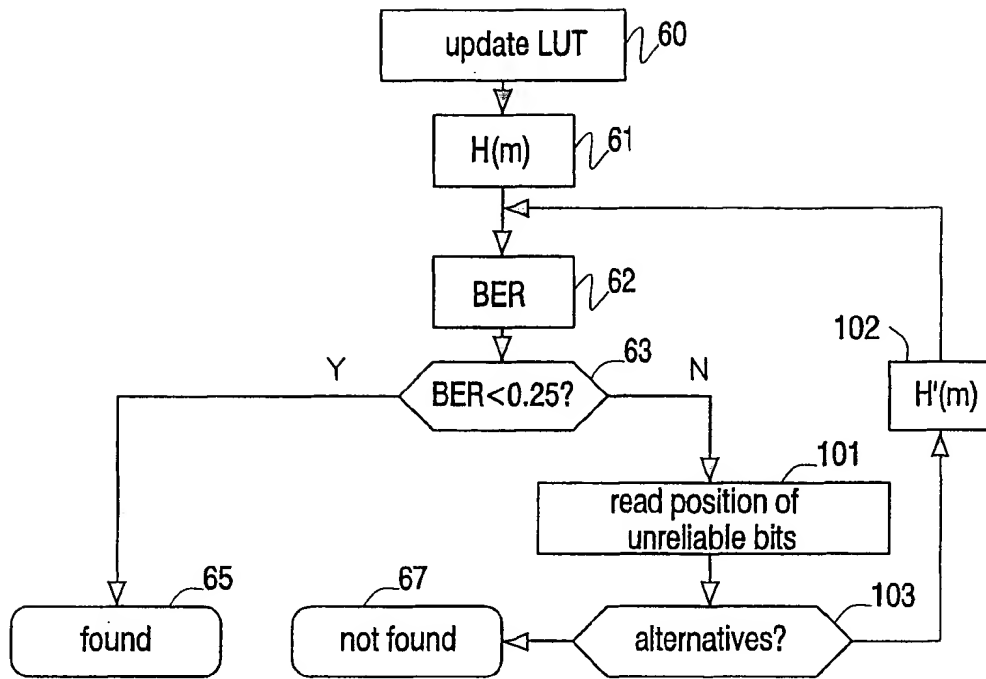 update LUT
60
H(m)
61
BER
62
63
Y
BER<0.25?
N
102
H'(m)
101
read position of
unreliable bits
65
found
67
not found
103
alternatives?